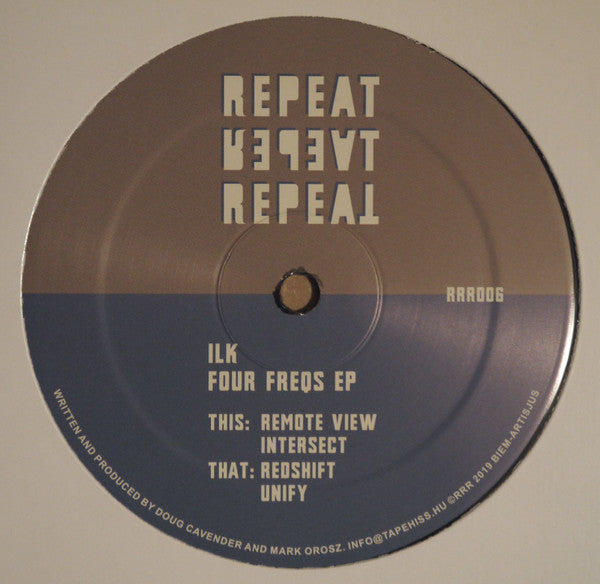 REPEAT
REPEAT
REPEAT
RRR006
ILK
FOUR FREQS EP
THIS: REMOTE VIEW
INTERSECT
THAT: REDSHIFT
UNIFY
WRITTEN AND PRODUCED BY DOUG CAVENDER AND MARK OROSZ. INFO@TAPEHISS.HU ©RRR 2019 BIEM-ARTISJUS